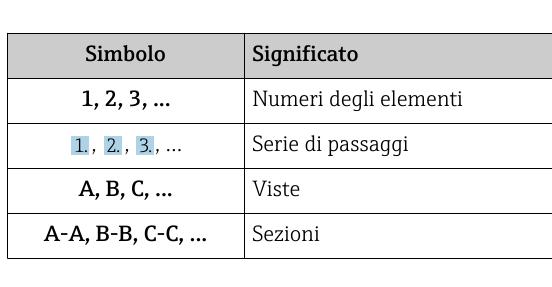 Simbolo Significato
1, 2, 3, ... Numeri degli elementi
1., 2., 3., ... Serie di passaggi
A, B, C, ... Viste
A-A, B-B, C-C, ... Sezioni